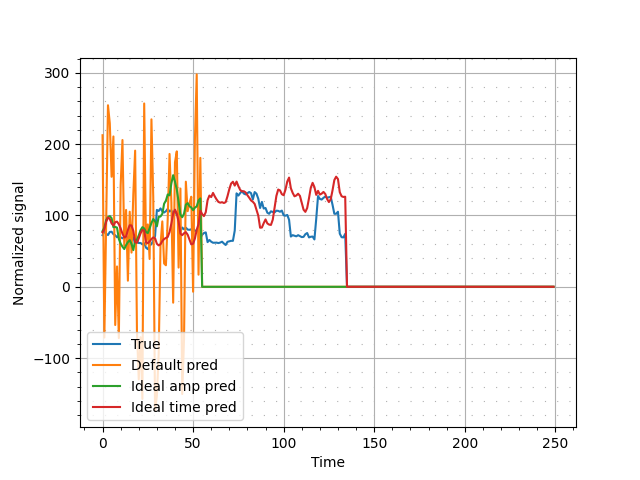 300
200
100
0
−100
Normalized signal
True
Default pred
Ideal amp pred
Ideal time pred
0 50 100 150 200 250
Time